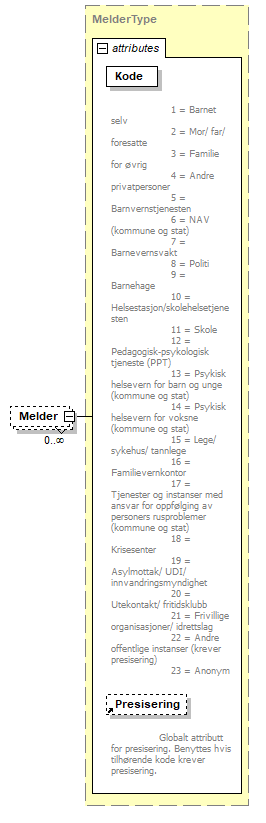 MelderType
attributes
Kode
1 = Barnet
selv
2 = Mor/ far/
foresatte
3 = Familie
for øvrig
4 = Andre
privatpersoner
5 =
Barnvernstjenesten
6 = NAV
(kommune og stat)
7 =
Barnevernsvakt
8 = Politi
9 =
Barnehage
10 =
Helsestasjon/skolehelsetjene
sten
11 = Skole
12 =
Pedagogisk-psykologisk
tjeneste (PPT)
13 = Psykisk
helsevern for barn og unge
(kommune og stat)
14 = Psykisk
helsevern for voksne
(kommune og stat)
15 = Lege/
sykehus/ tannlege
16 =
Familievernkontor
17 =
Tjenester og instanser med
ansvar for oppfølging av
personers rusproblemer
(kommune og stat)
18 =
Krisesenter
19 =
Asylmottak/ UDI/
innvandringsmyndighet
20 =
Utekontakt/ fritidsklubb
21 = Frivillige
organisasjoner/ idrettslag
22 = Andre
offentlige instanser (krever
presisering)
23 = Anonym
Melder
0..∞
Presisering
Globalt attributt
for presisering. Benyttes hvis
tilhørende kode krever
presisering.